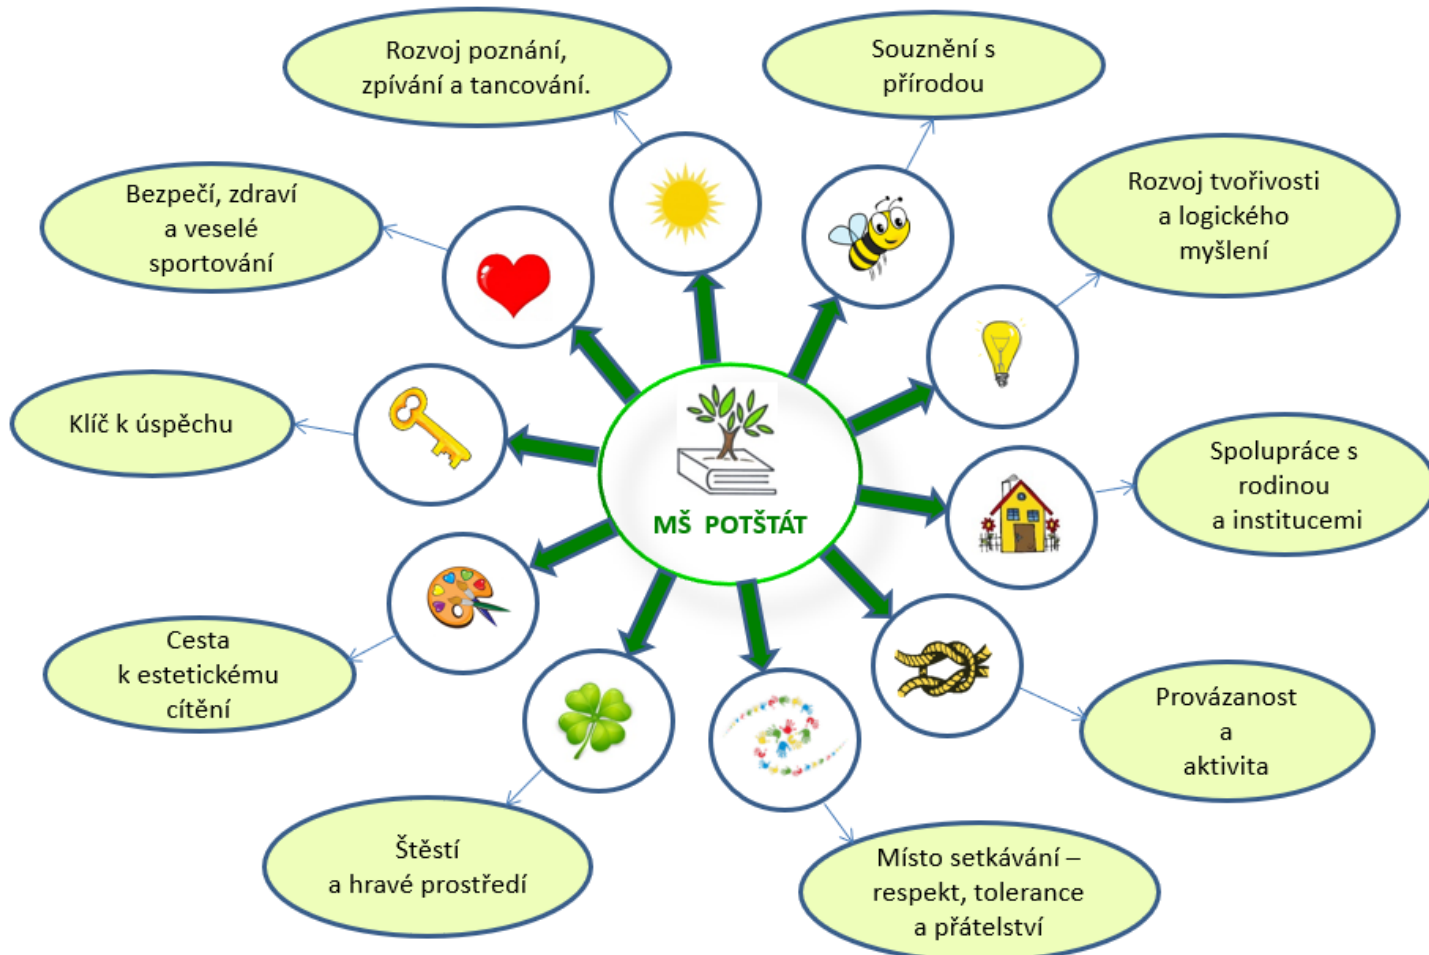 Rozvoj poznání,
zpívání a tancování.
Souznění s
přírodou
Rozvoj tvořivosti
a logického
myšlení
Bezpečí, zdraví
a veselé
sportování
Klíč k úspěchu
Spolupráce s
rodinou
a institucemi
MŠ POTŠTÁT
Cesta
k estetickému
cítění
Provázanost
a
aktivita
Štěstí
a hravé prostředí
Místo setkávání –
respekt, tolerance
a přátelství